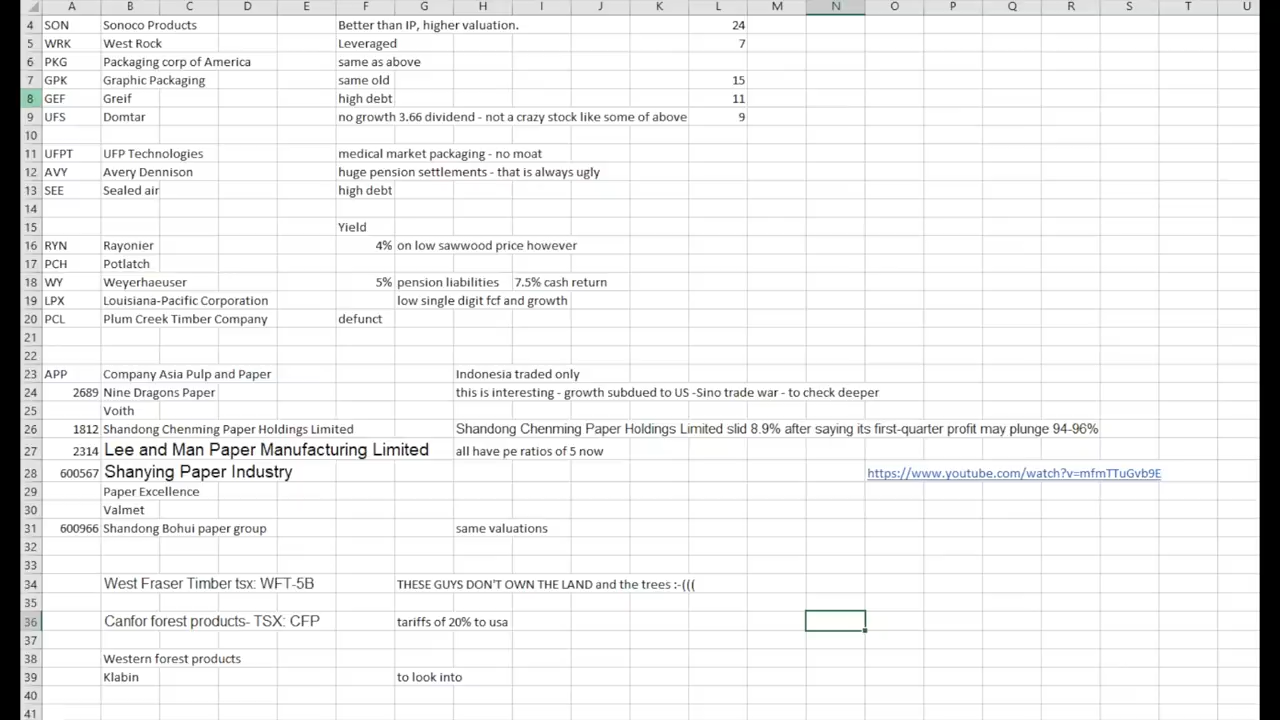 A B C D E F G H I J K L M N O P Q R S T U
4 SON Sonoco Products Better than IP, higher valuation. 24
5 WRK West Rock Leveraged 7
6 PKG Packaging corp of America same as above
7 GPK Graphic Packaging same old 15
8 GEF Greif high debt 11
9 UFS Domtar no growth 3.66 dividend - not a crazy stock like some of above 9
10
11 UFPT UFP Technologies medical market packaging - no moat
12 AVY Avery Dennison huge pension settlements - that is always ugly
13 SEE Sealed air high debt
14
15 Yield
16 RYN Rayonier 4% on low sawwood price however
17 PCH Potlatch
18 WY Weyerhaeuser 5% pension liabilities 7.5% cash return
19 LPX Louisiana-Pacific Corporation low single digit fcf and growth
20 PCL Plum Creek Timber Company defunct
21
22
23 APP Company Asia Pulp and Paper Indonesia traded only
24 2689 Nine Dragons Paper this is interesting - growth subdued to US -Sino trade war - to check deeper
25 Voith
26 1812 Shandong Chenming Paper Holdings Limited Shandong Chenming Paper Holdings Limited slid 8.9% after saying its first-quarter profit may plunge 94-96%
27 2314 Lee and Man Paper Manufacturing Limited all have pe ratios of 5 now
28 600567 Shanying Paper Industry https://www.youtube.com/watch?v=mfmTTuGvb9E
29 Paper Excellence
30 Valmet
31 600966 Shandong Bohui paper group same valuations
32
33
34 West Fraser Timber tsx: WFT-5B THESE GUYS DON'T OWN THE LAND and the trees :-(((
35
36 Canfor forest products- TSX: CFP tariffs of 20% to usa
37
38 Western forest products
39 Klabin to look into
40
41